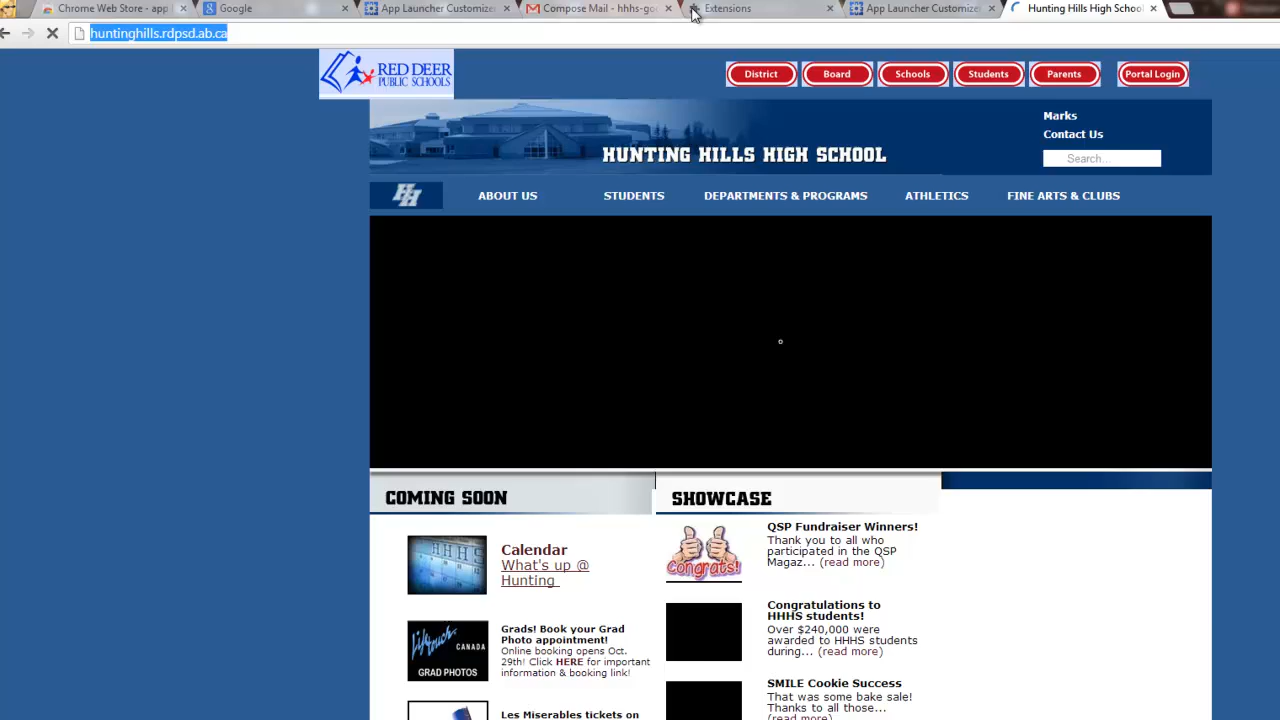 Chrome Web Store - app
Google
App Launcher Customize
Compose Mail - hhhs-go
Extensions
App Launcher Customize
Hunting Hills High School
huntinghills.rdpsd.ab.ca
RED DEER
PUBLIC SCHOOLS
District
Board
Schools
Students
Parents
Portal Login
Marks
Contact Us
HUNTING HILLS HIGH SCHOOL
Search...
HH
ABOUT US
STUDENTS
DEPARTMENTS & PROGRAMS
ATHLETICS
FINE ARTS & CLUBS
COMING SOON
Calendar
What's up @
Hunting
lifetouch
CANADA
GRAD PHOTOS
Grads! Book your Grad
Photo appointment!
Online booking opens Oct.
29th! Click HERE for important
information & booking link!
Les Miserables tickets on
SHOWCASE
Congrats!
QSP Fundraiser Winners!
Thank you to all who
participated in the QSP
Magaz... (read more)
Congratulations to
HHHS students!
Over $240,000 were
awarded to HHHS students
during... (read more)
SMILE Cookie Success
That was some bake sale!
Thanks to all those...
(read more)